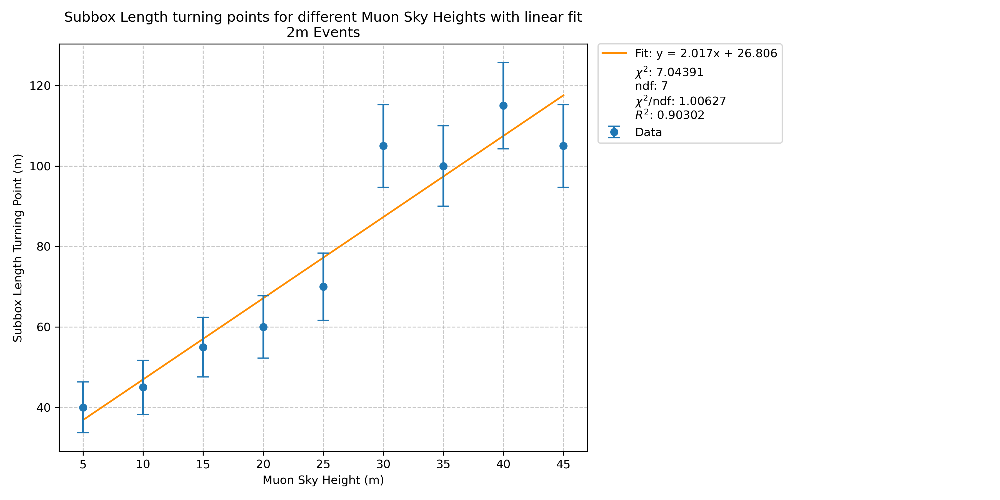 Subbox Length turning points for different Muon Sky Heights with linear fit
2m Events
Subbox Length Turning Point (m)
120
100
80
60
40
5 10 15 20 25 30 35 40 45
Muon Sky Height (m)
Fit: y = 2.017x + 26.806
χ²: 7.04391
ndf: 7
χ²/ndf: 1.00627
R²: 0.90302
Data